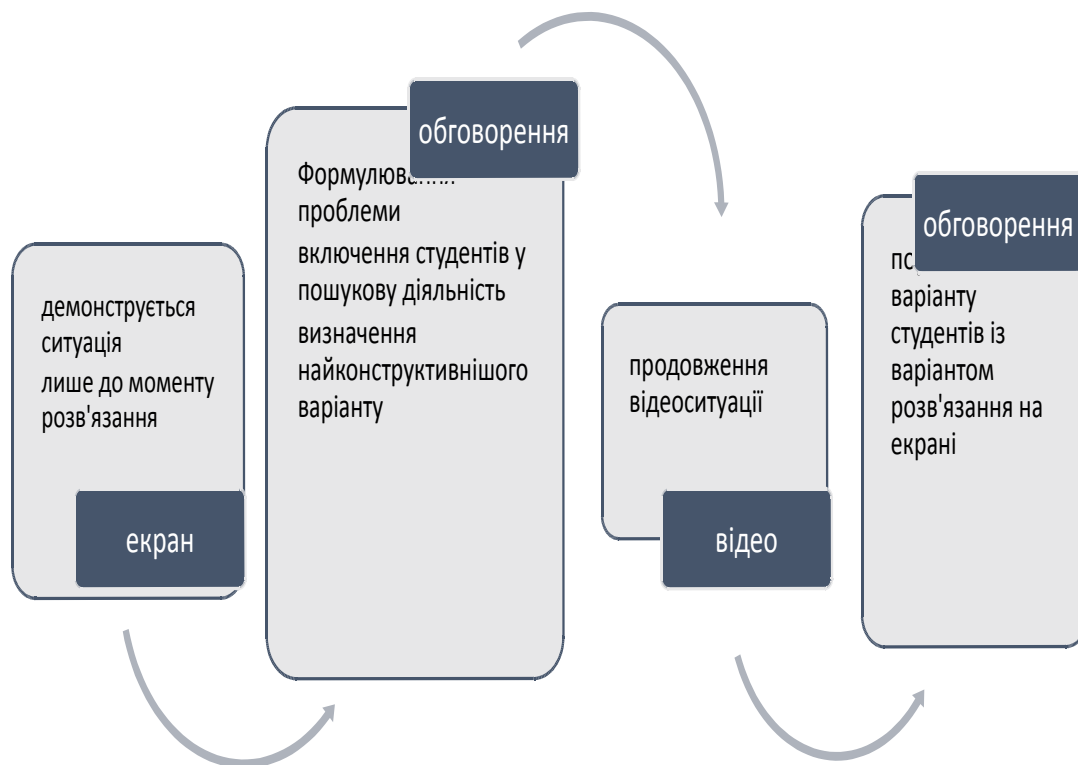 демонструється
ситуація
лише до моменту
розв'язання
екран
обговорення
проблеми
включення студентів у
пошукову діяльність
визначення
найконструктивнішого
варіанту
продовження
відеоситуації
відео
обговорення
варіанту
студентів із
варіантом
розв'язання на
екрані